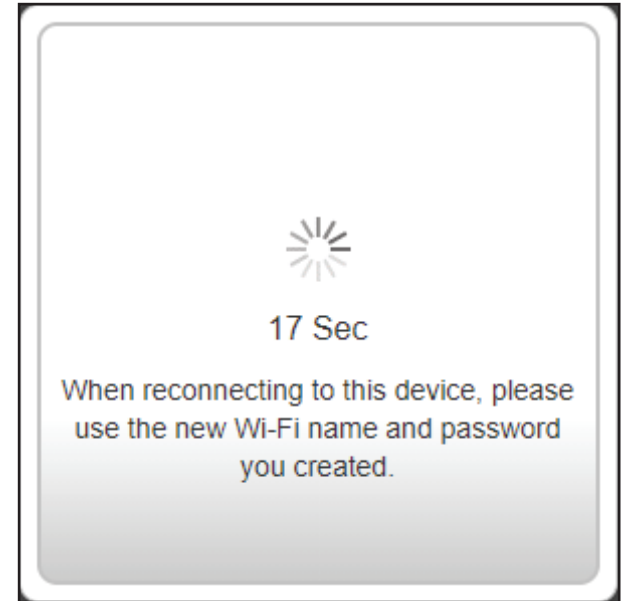 17 Sec
When reconnecting to this device, please
use the new Wi-Fi name and password
you created.